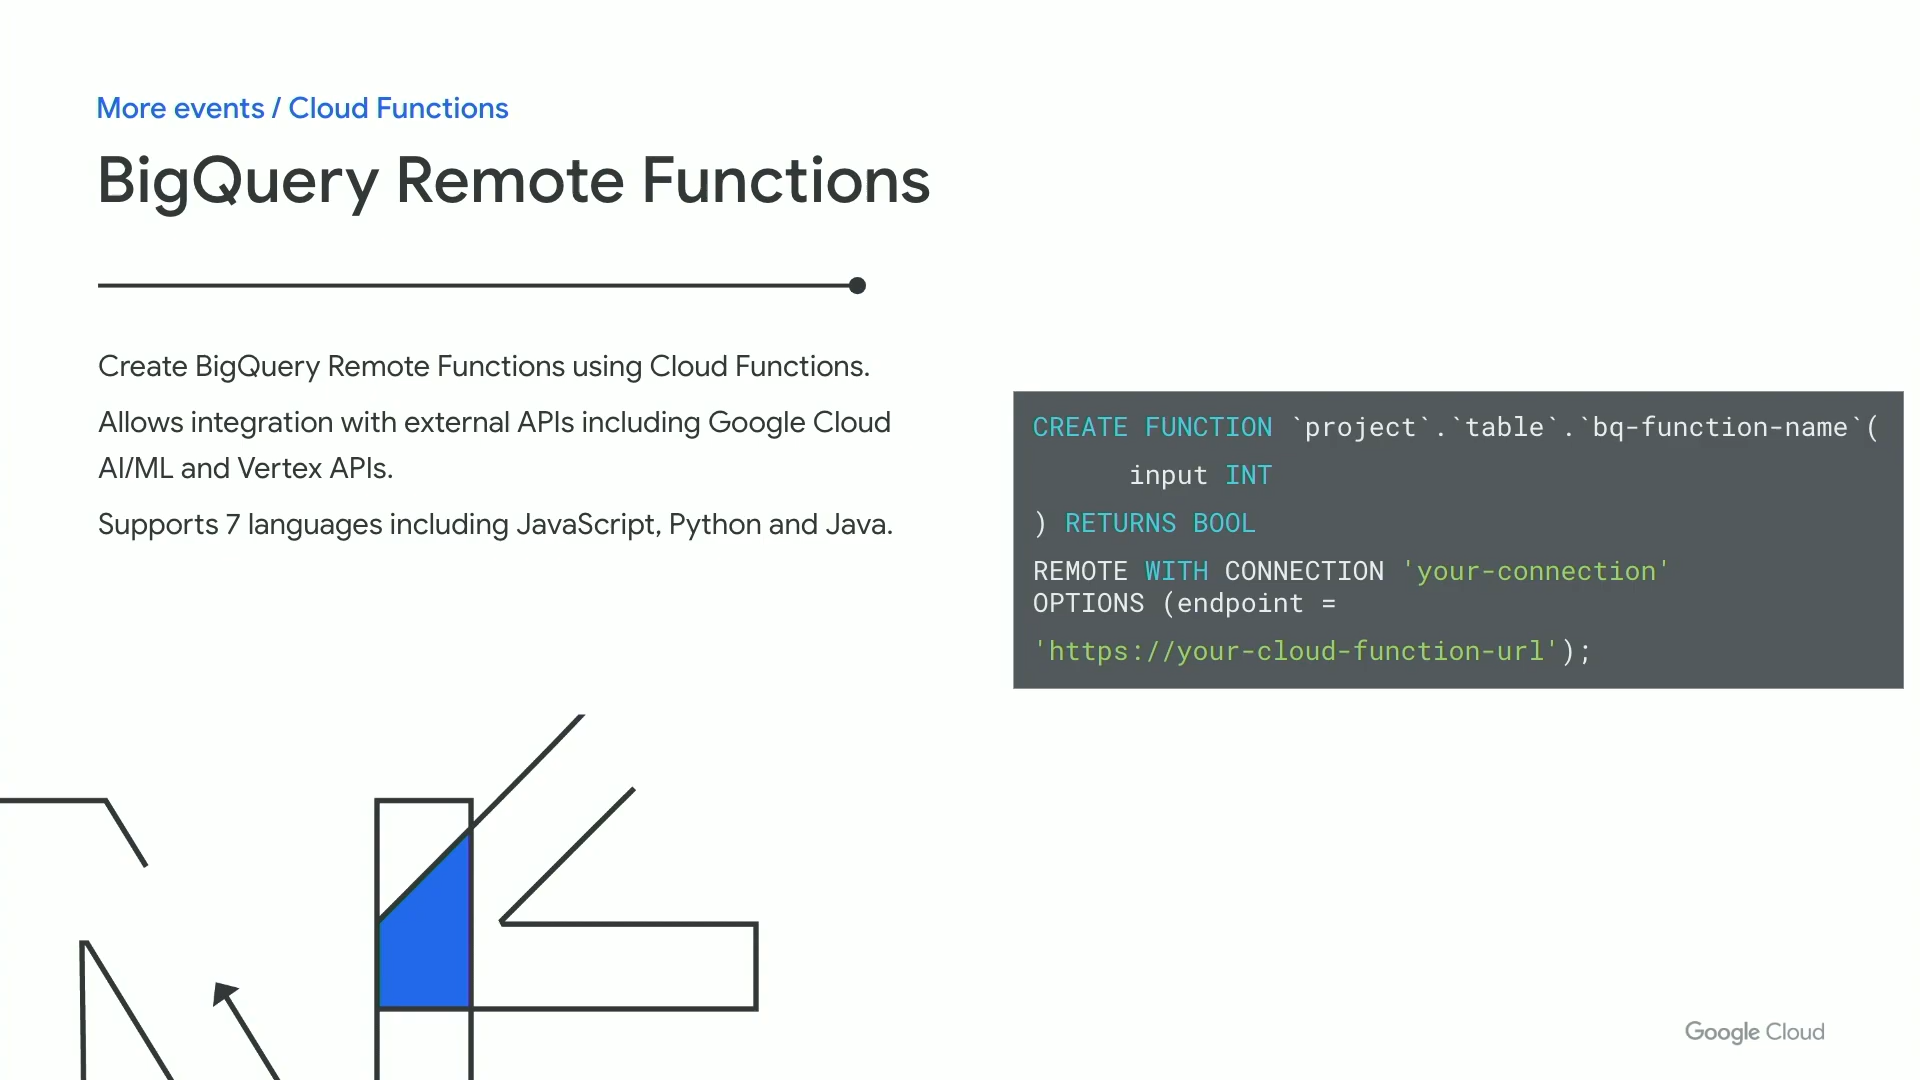 More events / Cloud Functions
BigQuery Remote Functions
Create BigQuery Remote Functions using Cloud Functions.
Allows integration with external APIs including Google Cloud
AI/ML and Vertex APIs.
Supports 7 languages including JavaScript, Python and Java.
CREATE FUNCTION `project`.`table`.`bq-function-name`(
input INT
) RETURNS BOOL
REMOTE WITH CONNECTION 'your-connection'
OPTIONS (endpoint =
'https://your-cloud-function-url');
Google Cloud